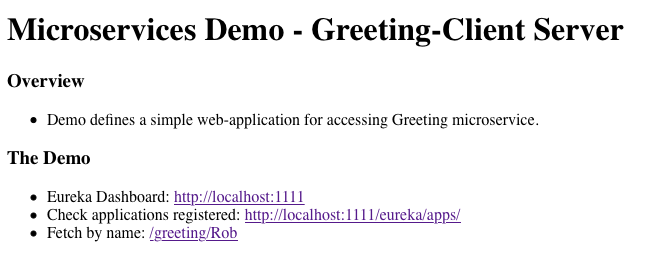 Microservices Demo - Greeting-Client Server
Overview
• Demo defines a simple web-application for accessing Greeting microservice.
The Demo
• Eureka Dashboard: http://localhost:1111
• Check applications registered: http://localhost:1111/eureka/apps/
• Fetch by name: /greeting/Rob